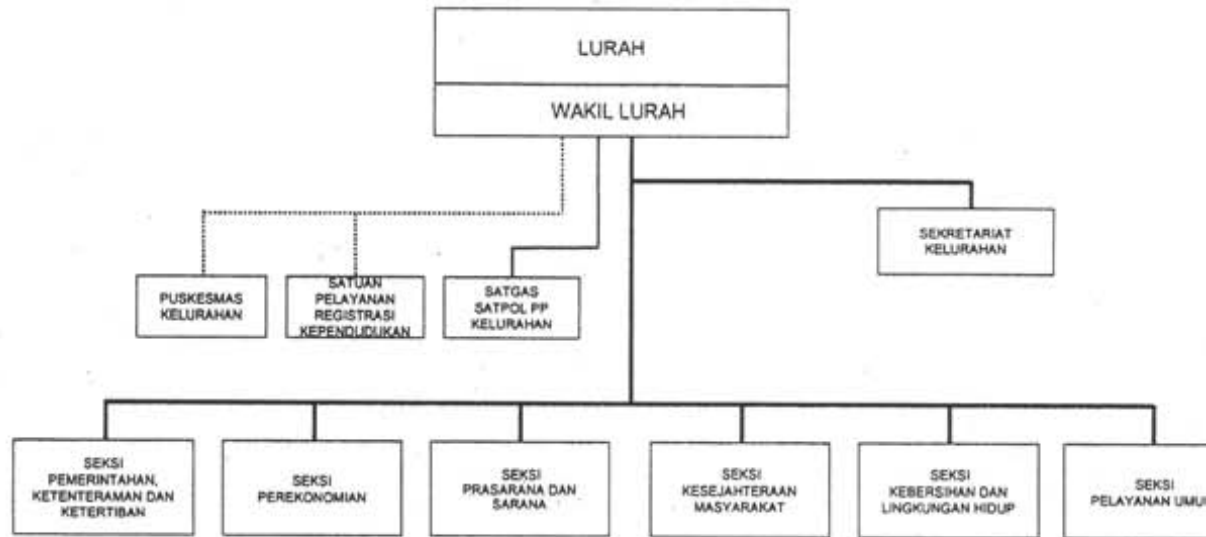 LURAH
WAKIL LURAH
SEKRETARIAT
KELURAHAN
PUSKESMAS
KELURAHAN
SATUAN
PELAYANAN
REGISTRASI
KEPENDUDUKAN
SATGAS
SATPOL PP
KELURAHAN
SEKSI
PEMERINTAHAN,
KETENTERAMAN DAN
KETERTIBAN
SEKSI
PEREKONOMIAN
SEKSI
PRASARANA DAN
SARANA
SEKSI
KESEJAHTERAAN
MASYARAKAT
SEKSI
KEBERSIHAN DAN
LINGKUNGAN HIDUP
SEKSI
PELAYANAN UMUM